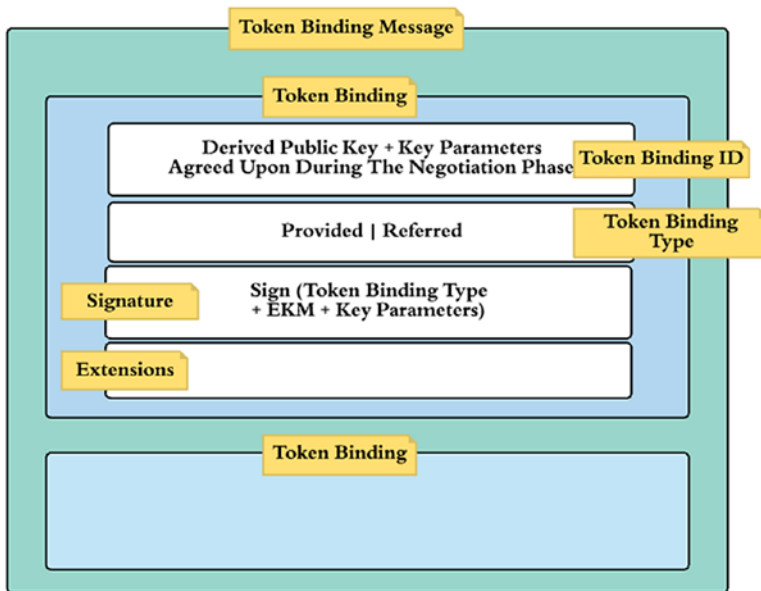 Token Binding Message
Token Binding
Derived Public Key + Key Parameters
Agreed Upon During The Negotiation Phase
Token Binding ID
Provided | Referred
Token Binding
Type
Signature
Sign (Token Binding Type
+ EKM + Key Parameters)
Extensions
Token Binding